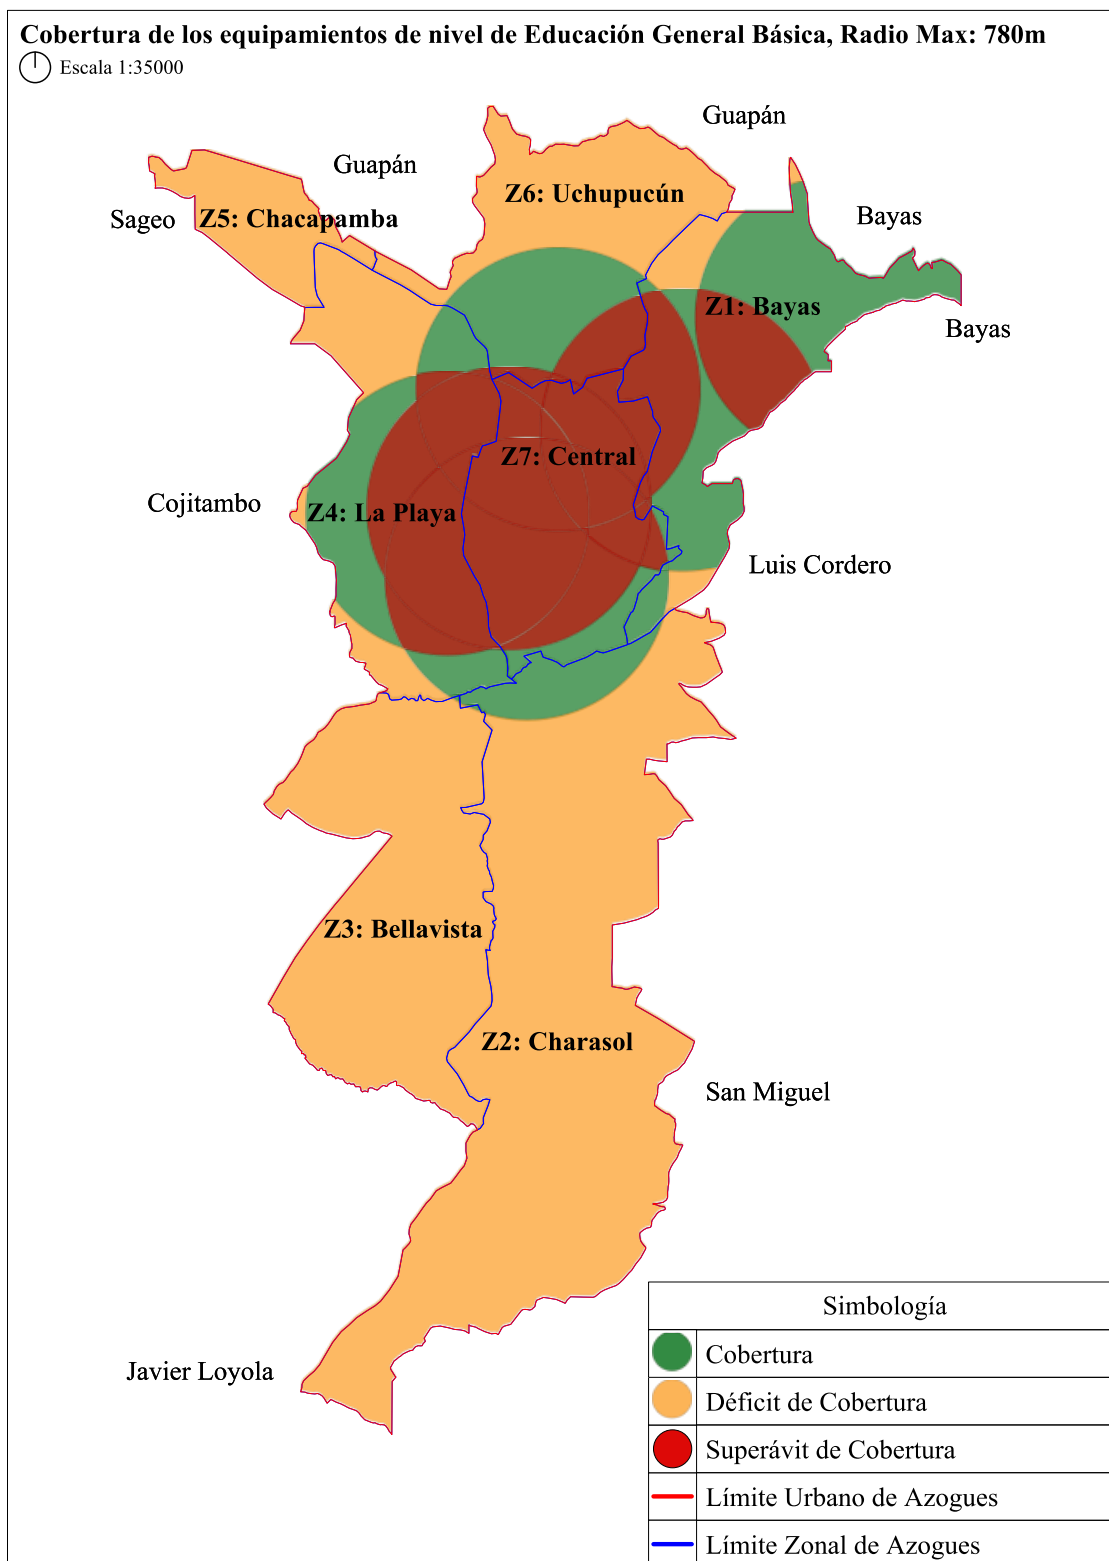 Cobertura de los equipamientos de nivel de Educación General Básica, Radio Max: 780m
Escala 1:35000
Guapán
Guapán
Z6: Uchupucún
Sageo
Z5: Chacapamba
Bayas
Z1: Bayas
Bayas
Z7: Central
Cojitambo
Z4: La Playa
Luis Cordero
Z3: Bellavista
Z2: Charasol
San Miguel
Javier Loyola
Simbología
Cobertura
Déficit de Cobertura
Superávit de Cobertura
Límite Urbano de Azogues
Límite Zonal de Azogues